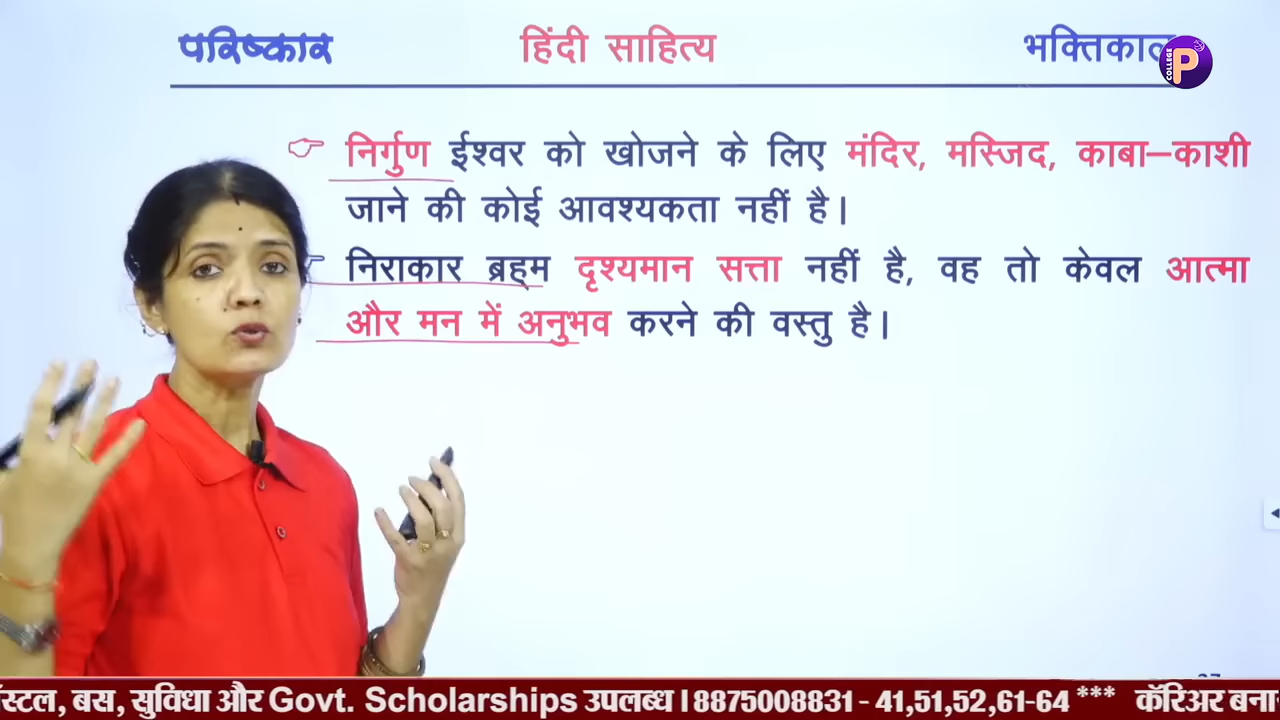 परिष्कार हिंदी साहित्य भक्तिकाल
COLLEGE P
निर्गुण ईश्वर को खोजने के लिए मंदिर, मस्जिद, काबा–काशी
जाने की कोई आवश्यकता नहीं है।
निराकार ब्रह्म दृश्यमान सत्ता नहीं है, वह तो केवल आत्मा
और मन में अनुभव करने की वस्तु है।
बस, सुविधा और Govt. Scholarships उपलब्ध । 8875008831 - 41,51,52,61-64 *** कॅरिअर बना